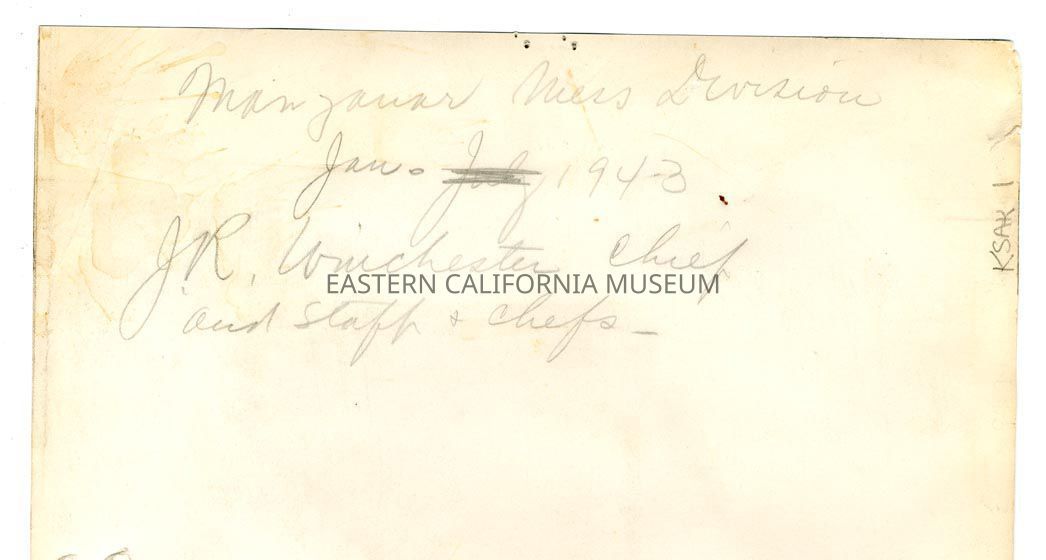 Manzanar Mess Division
Jan. July 1943
J.R. Winchester Chief
EASTERN CALIFORNIA MUSEUM
and staff & chefs -
KSAK 1